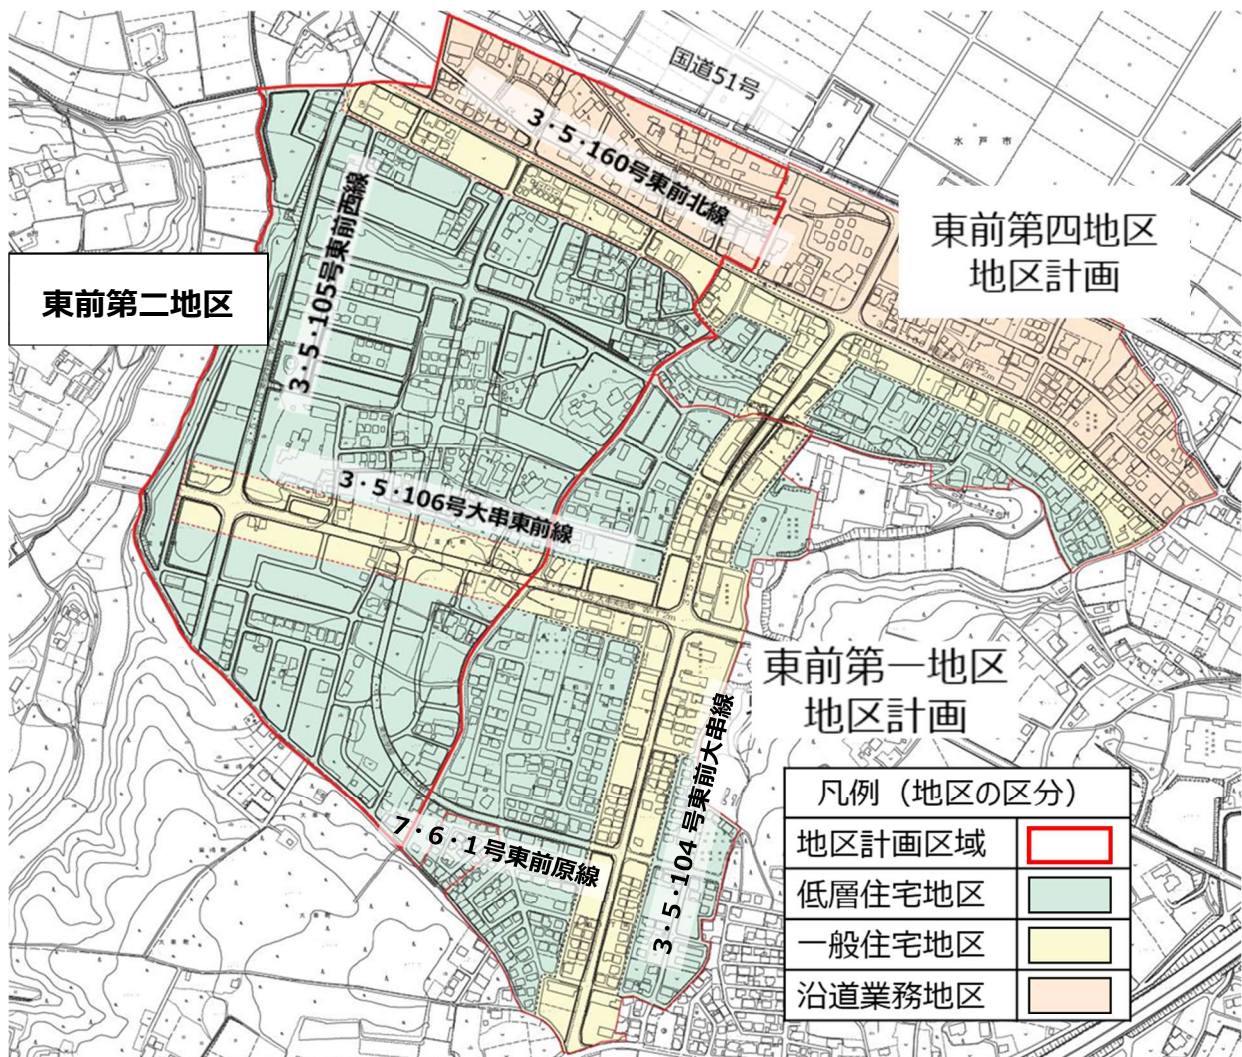 国道51号
3・5・160号東前北線
水戸市
東前第四地区
地区計画
3・5・105号東前西線
東前第二地区
3・5・106号大串東前線
東前第一地区
地区計画
3・5・104号東前大串線
7・6・1号東前原線
凡例（地区の区分）
地区計画区域
低層住宅地区
一般住宅地区
沿道業務地区